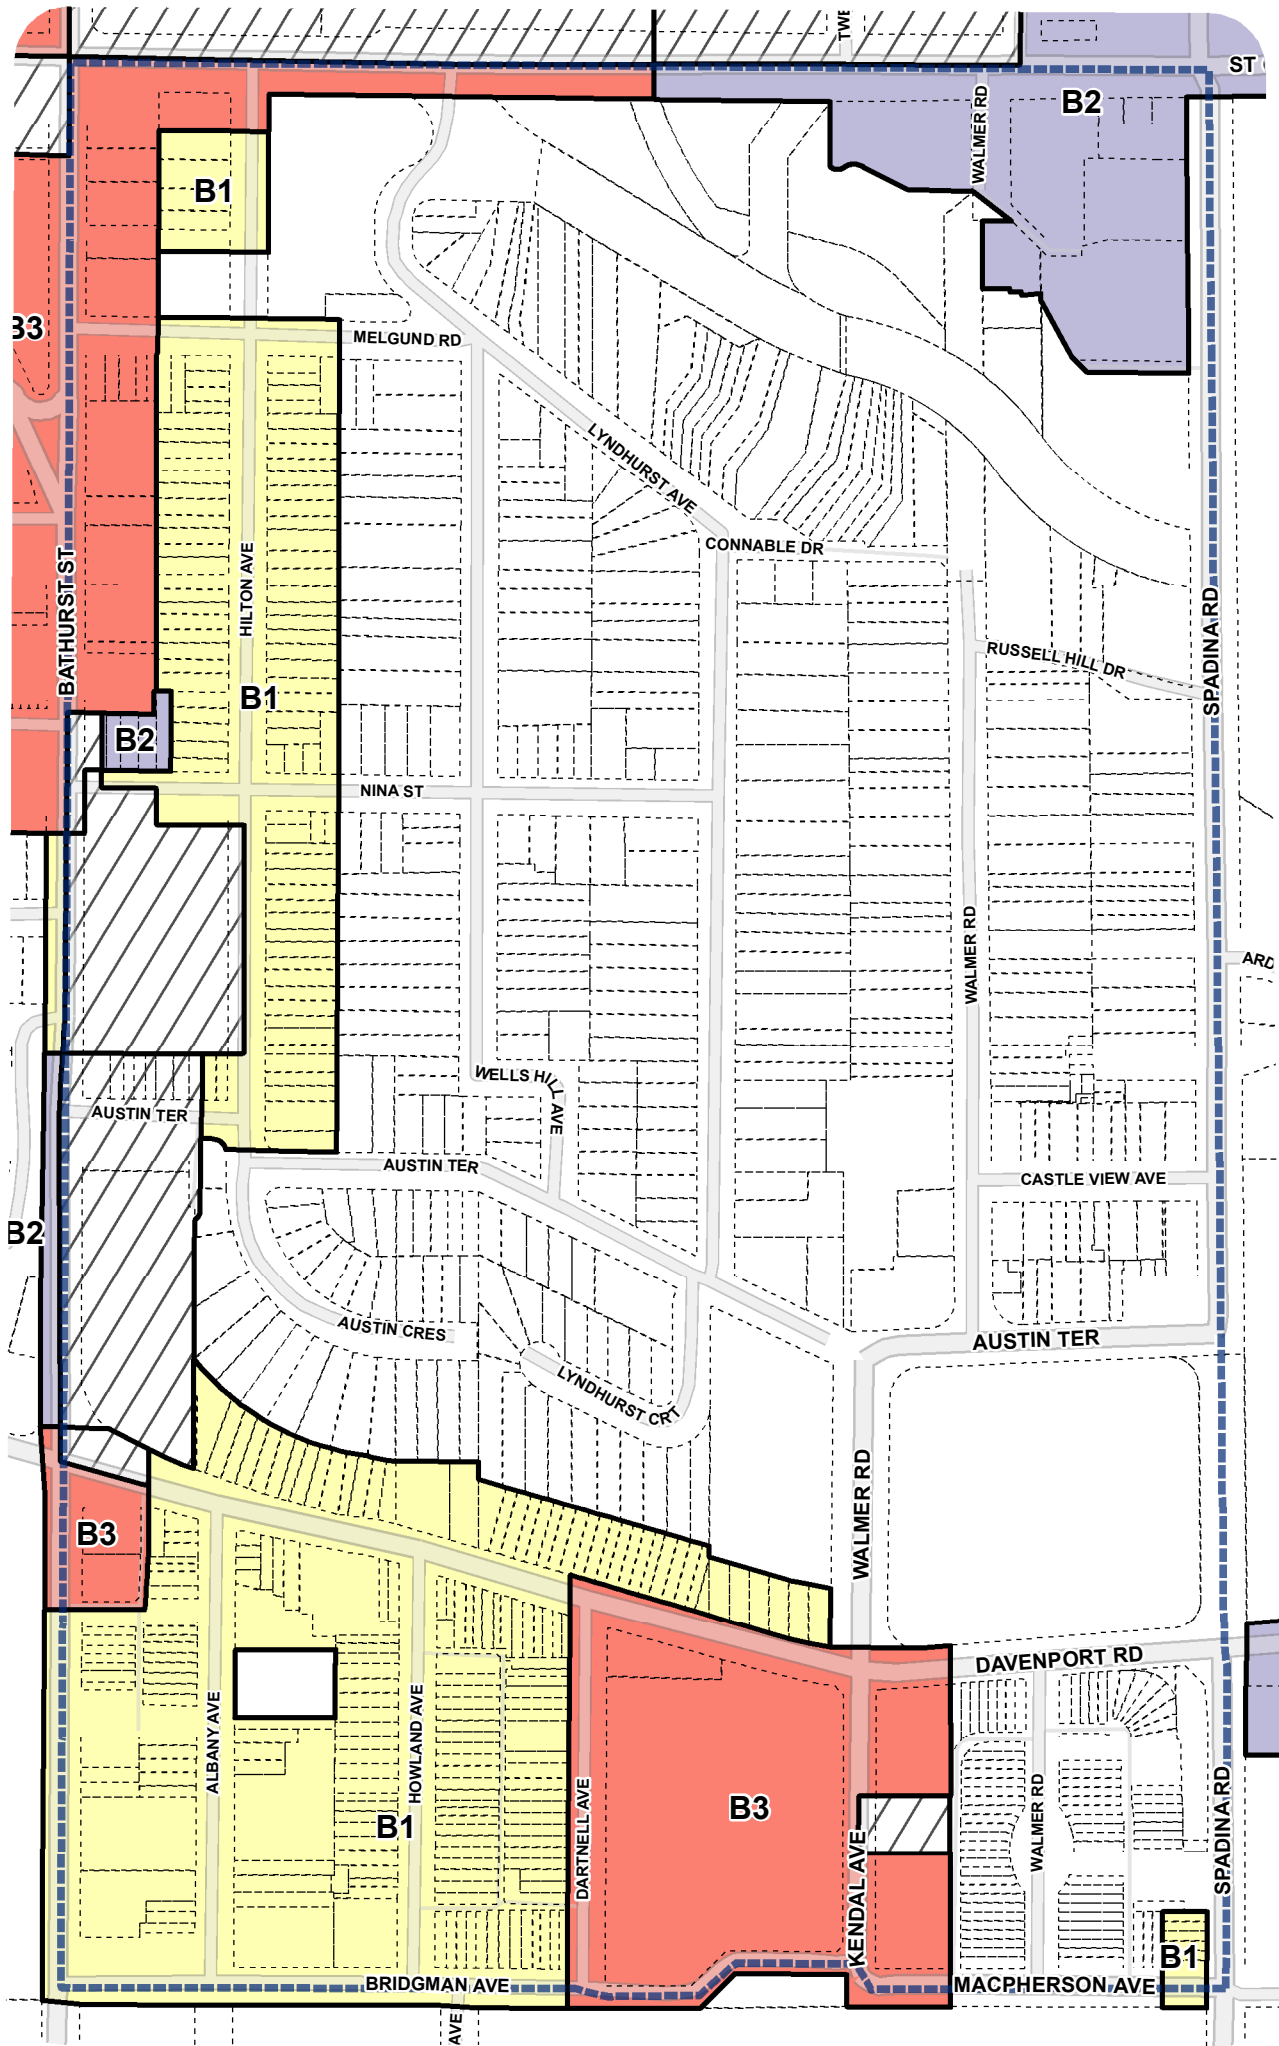 TWE
ST
B2
WALMER RD
B1
B3
MELGUND RD
LYNDHURST AVE
CONNABLE DR
HILTON AVE
BATHURST ST
SPADINA RD
RUSSELL HILL DR
B1
B2
NINA ST
WALMER RD
ARD
WELLS HILL AVE
AUSTIN TER
AUSTIN TER
CASTLE VIEW AVE
B2
AUSTIN CRES
AUSTIN TER
LYNDHURST CRT
WALMER RD
B3
DAVENPORT RD
ALBANY AVE
HOWLAND AVE
B1
DARTNELL AVE
B3
KENDAL AVE
WALMER RD
SPADINA RD
B1
BRIDGMAN AVE
MACPHERSON AVE
AVE